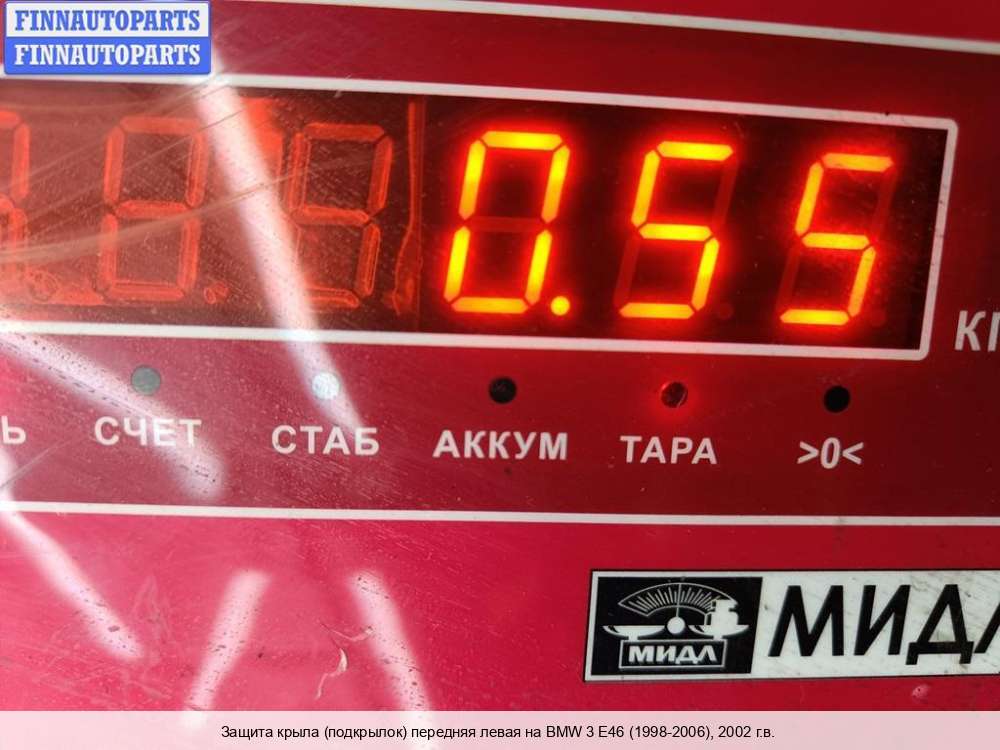 FINNAUTOPARTS
FINNAUTOPARTS
0.55
СЧЕТ СТАБ АККУМ ТАРА >0<
МИДЛ
Защита крыла (подкрылок) передняя левая на BMW 3 E46 (1998-2006), 2002 г.в.